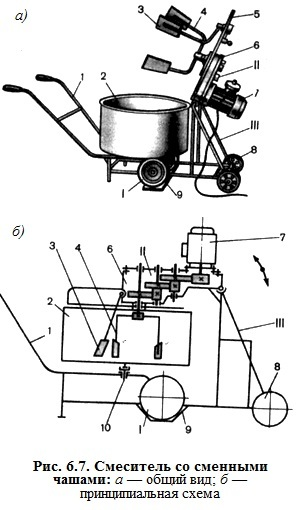 а)
3
4
5
1
2
6
II
7
III
8
I
9
б)
6
II
7
3
4
2
1
III
8
10
I
9
Рис. 6.7. Смеситель со сменными
чашами: а — общий вид; б —
принципиальная схема